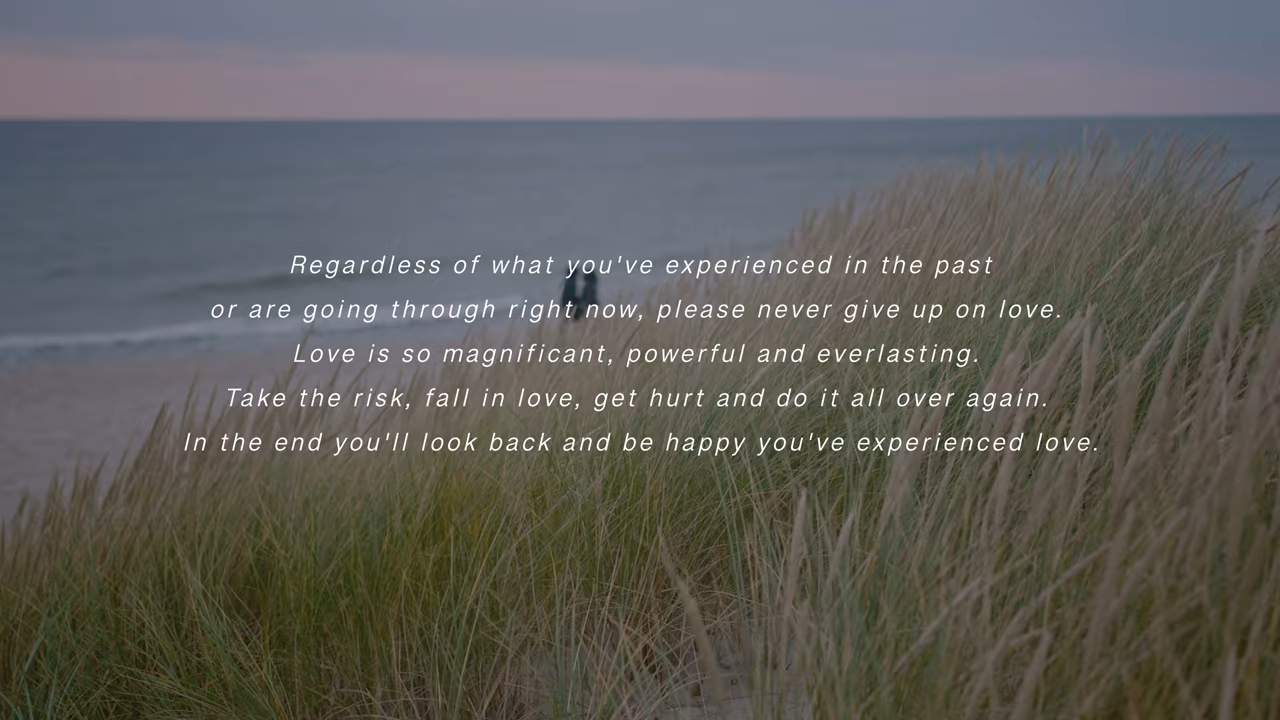 Regardless of what you've experienced in the past
or are going through right now, please never give up on love.
Love is so magnificant, powerful and everlasting.
Take the risk, fall in love, get hurt and do it all over again.
In the end you'll look back and be happy you've experienced love.